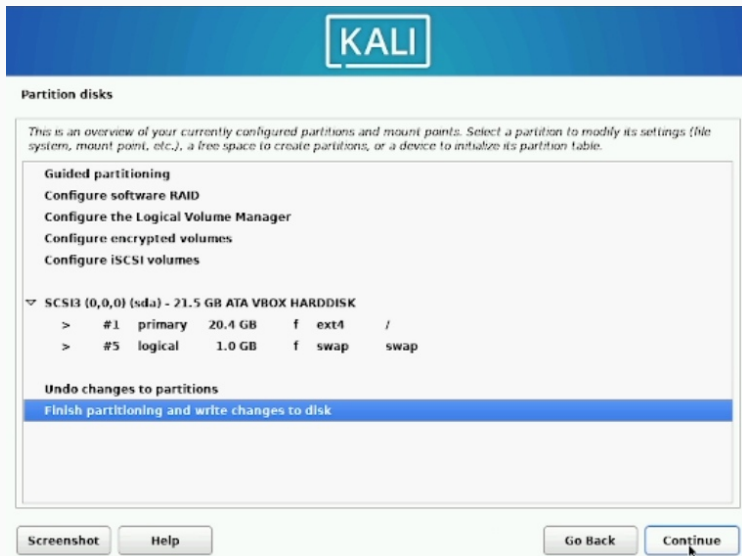 KALI
Partition disks
This is an overview of your currently configured partitions and mount points. Select a partition to modify its settings (file
system, mount point, etc.), a free space to create partitions, or a device to initialize its partition table.
Guided partitioning
Configure software RAID
Configure the Logical Volume Manager
Configure encrypted volumes
Configure iSCSI volumes
SCSI3 (0,0,0) (sda) - 21.5 GB ATA VBOX HARDDISK
> #1 primary 20.4 GB f ext4 /
> #5 logical 1.0 GB f swap swap
Undo changes to partitions
Finish partitioning and write changes to disk
Screenshot Help Go Back Continue